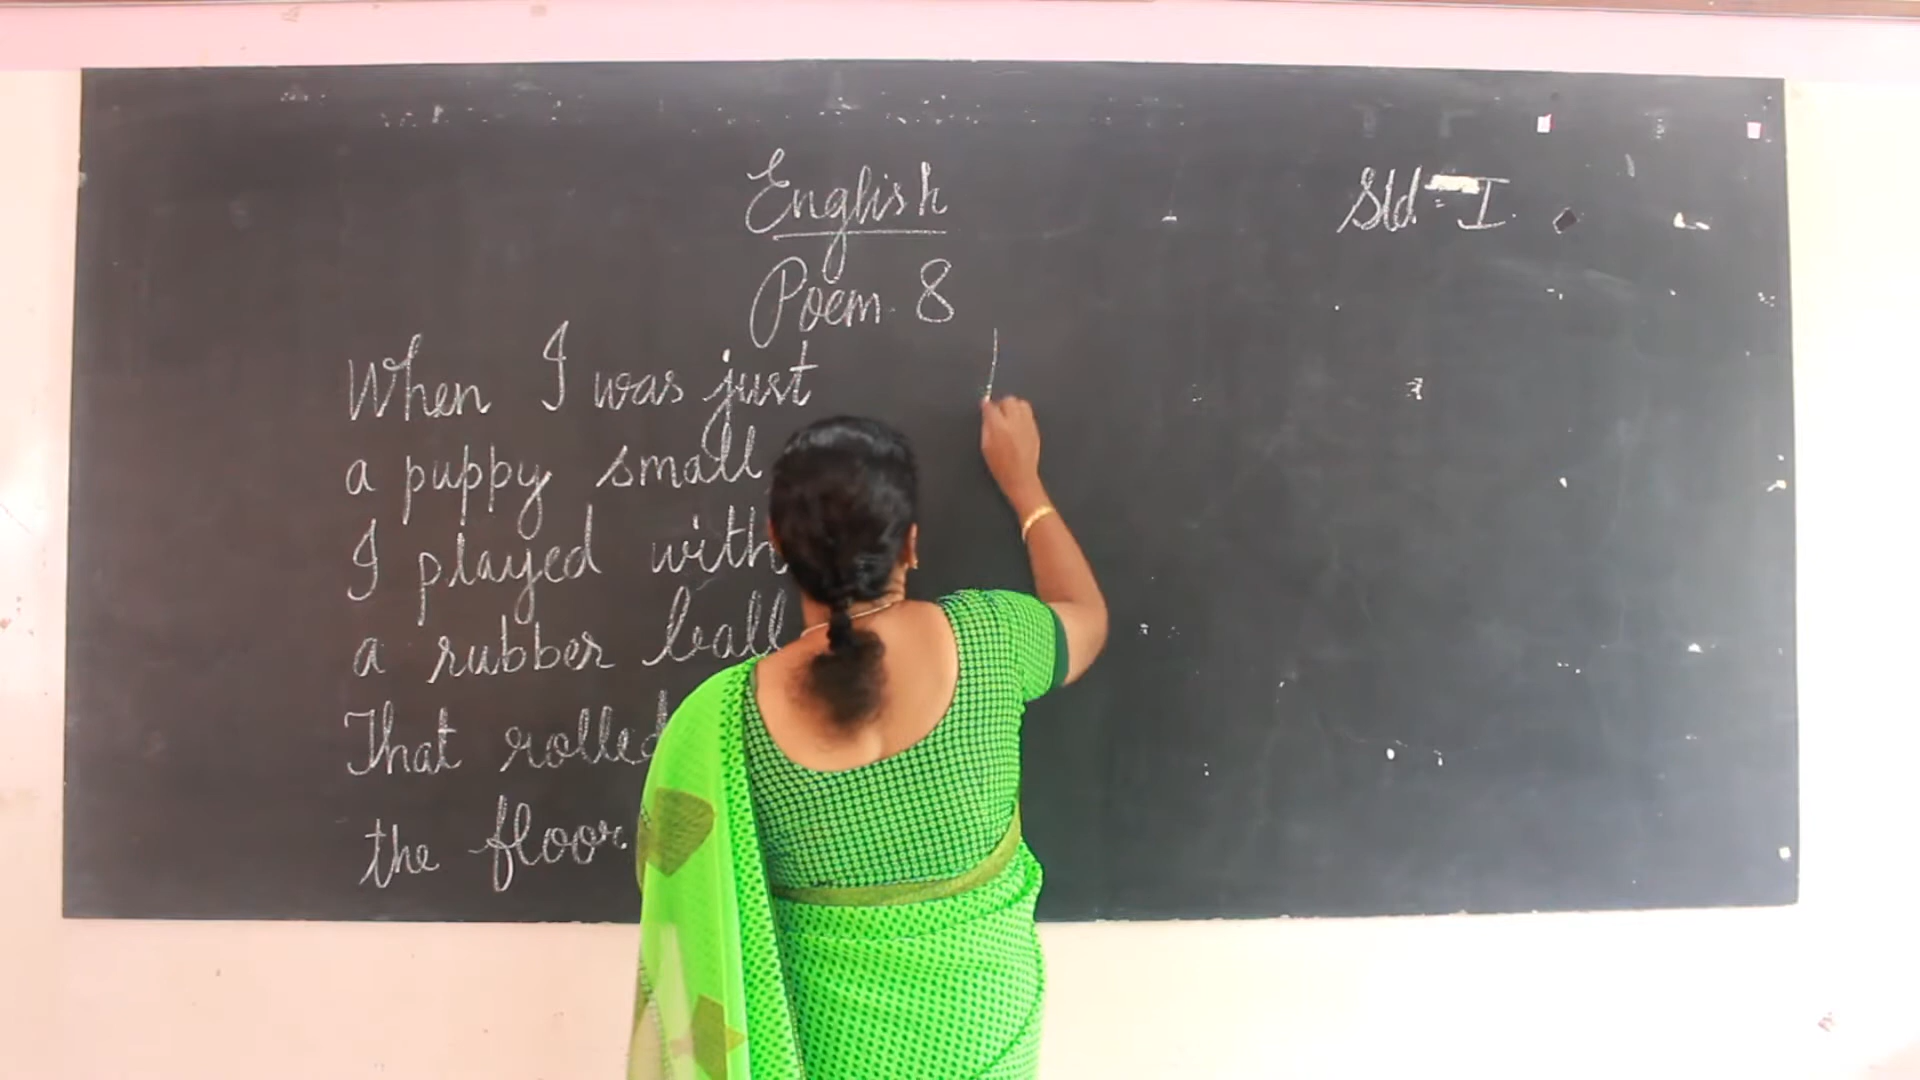 English
Std - I.
Poem 8
When I was just
a puppy small
I played with
a rubber ball
That rolled
the floor.